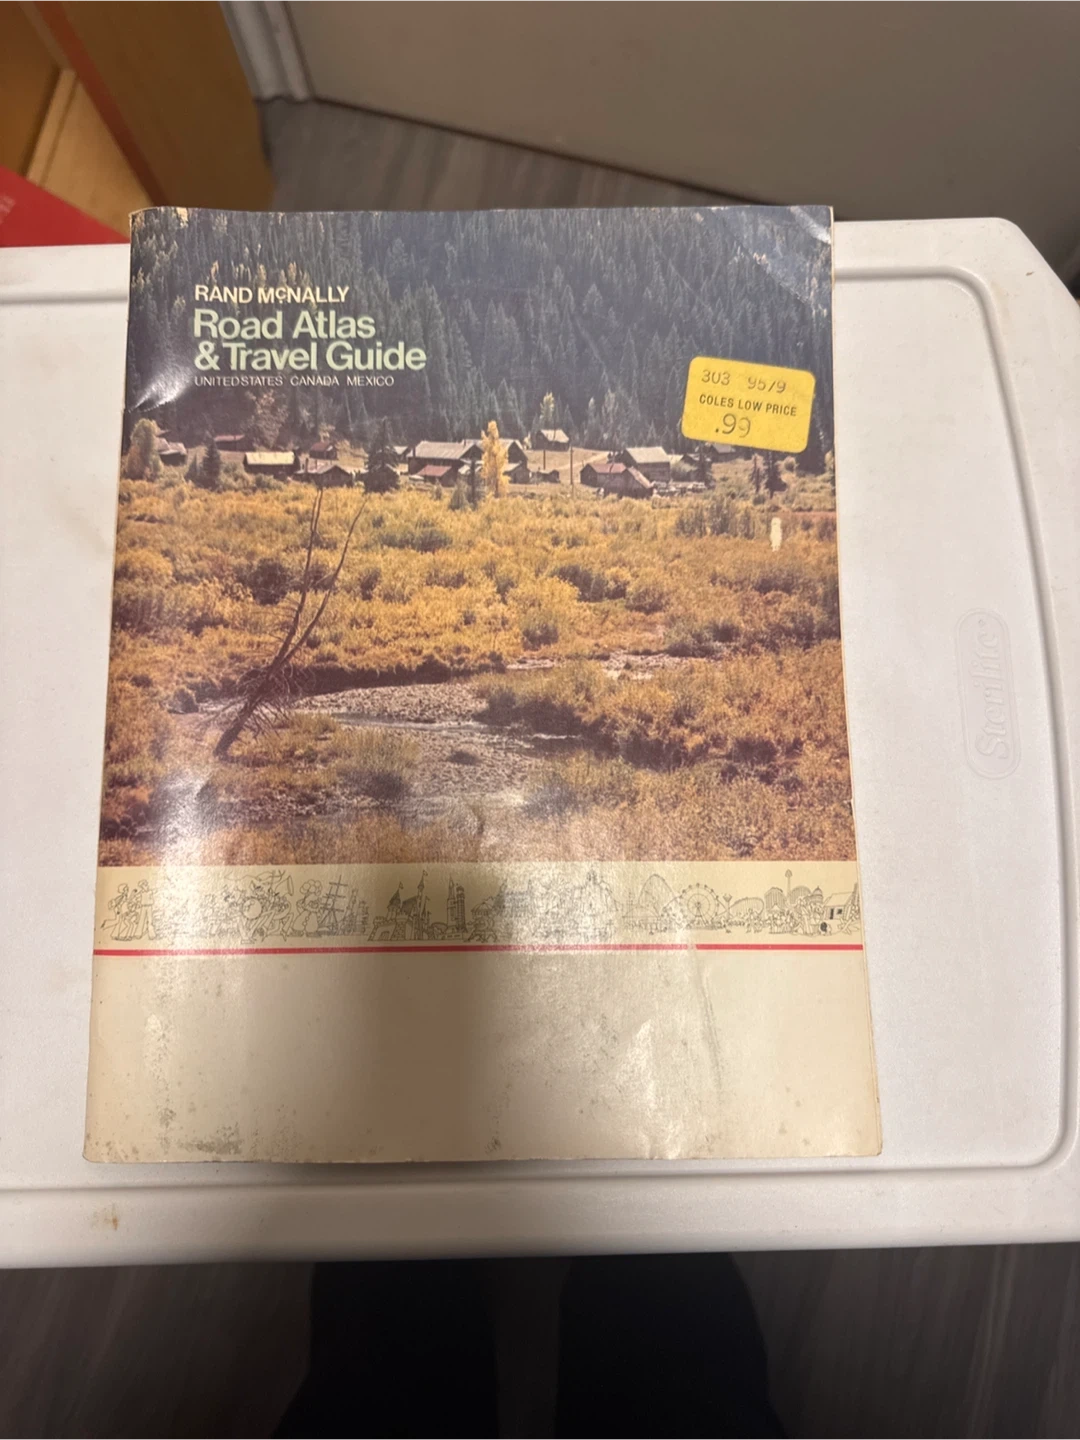 RAND McNALLY
Road Atlas
& Travel Guide
UNITED STATES CANADA MEXICO
303 9579
COLES LOW PRICE
.99
Sterilite